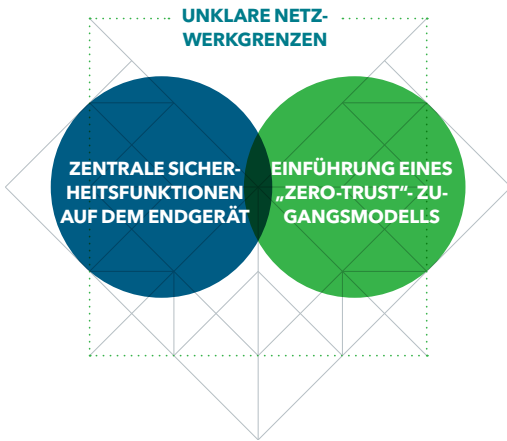 UNKLARE NETZ-
WERKGRENZEN
ZENTRALE SICHER-
HEITSFUNKTIONEN
AUF DEM ENDGERÄT
EINFÜHRUNG EINES
„ZERO-TRUST“- ZU-
GANGSMODELLS